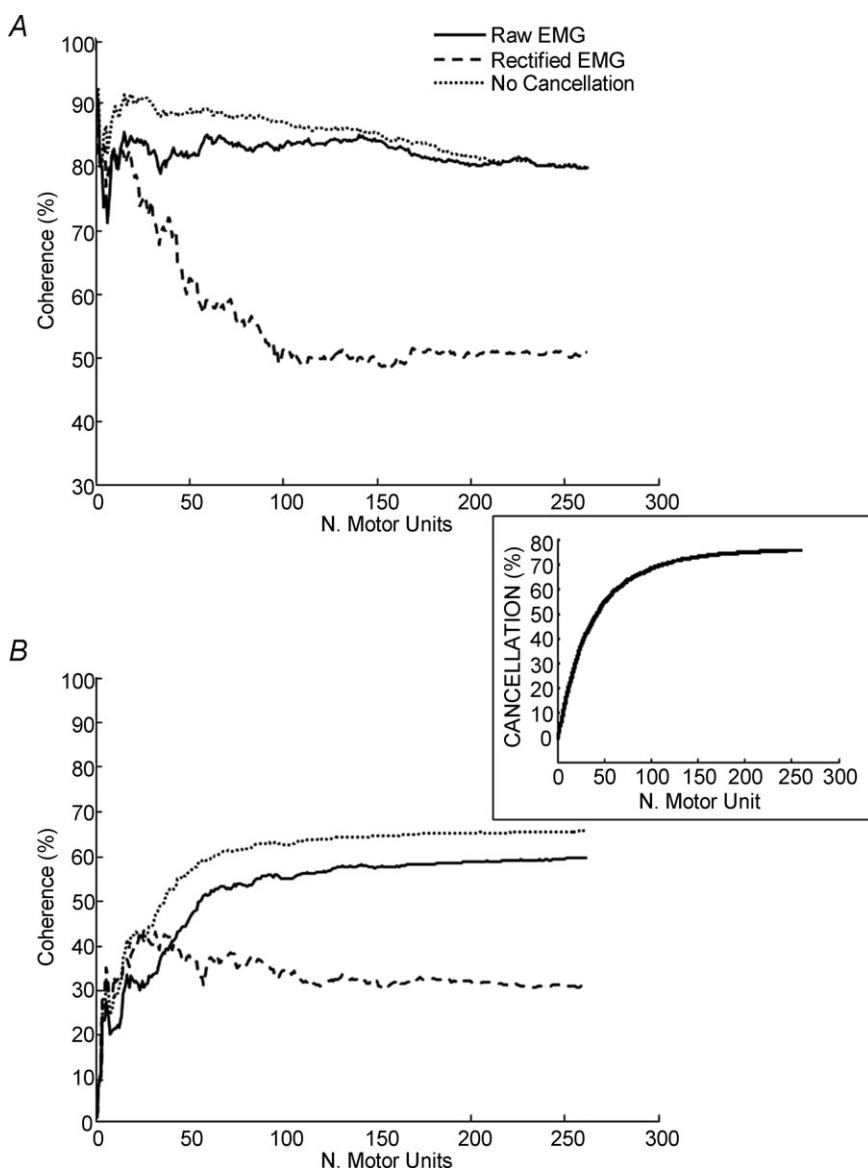 A
Raw EMG
Rectified EMG
No Cancellation
100
90
80
70
60
50
40
30
Coherence (%)
0 50 100 150 200 250 300
N. Motor Units
80
70
60
50
40
30
20
10
0
CANCELLATION (%)
0 50 100 150 200 250 300
N. Motor Unit
B
100
90
80
70
60
50
40
30
20
10
0
Coherence (%)
0 50 100 150 200 250 300
N. Motor Units